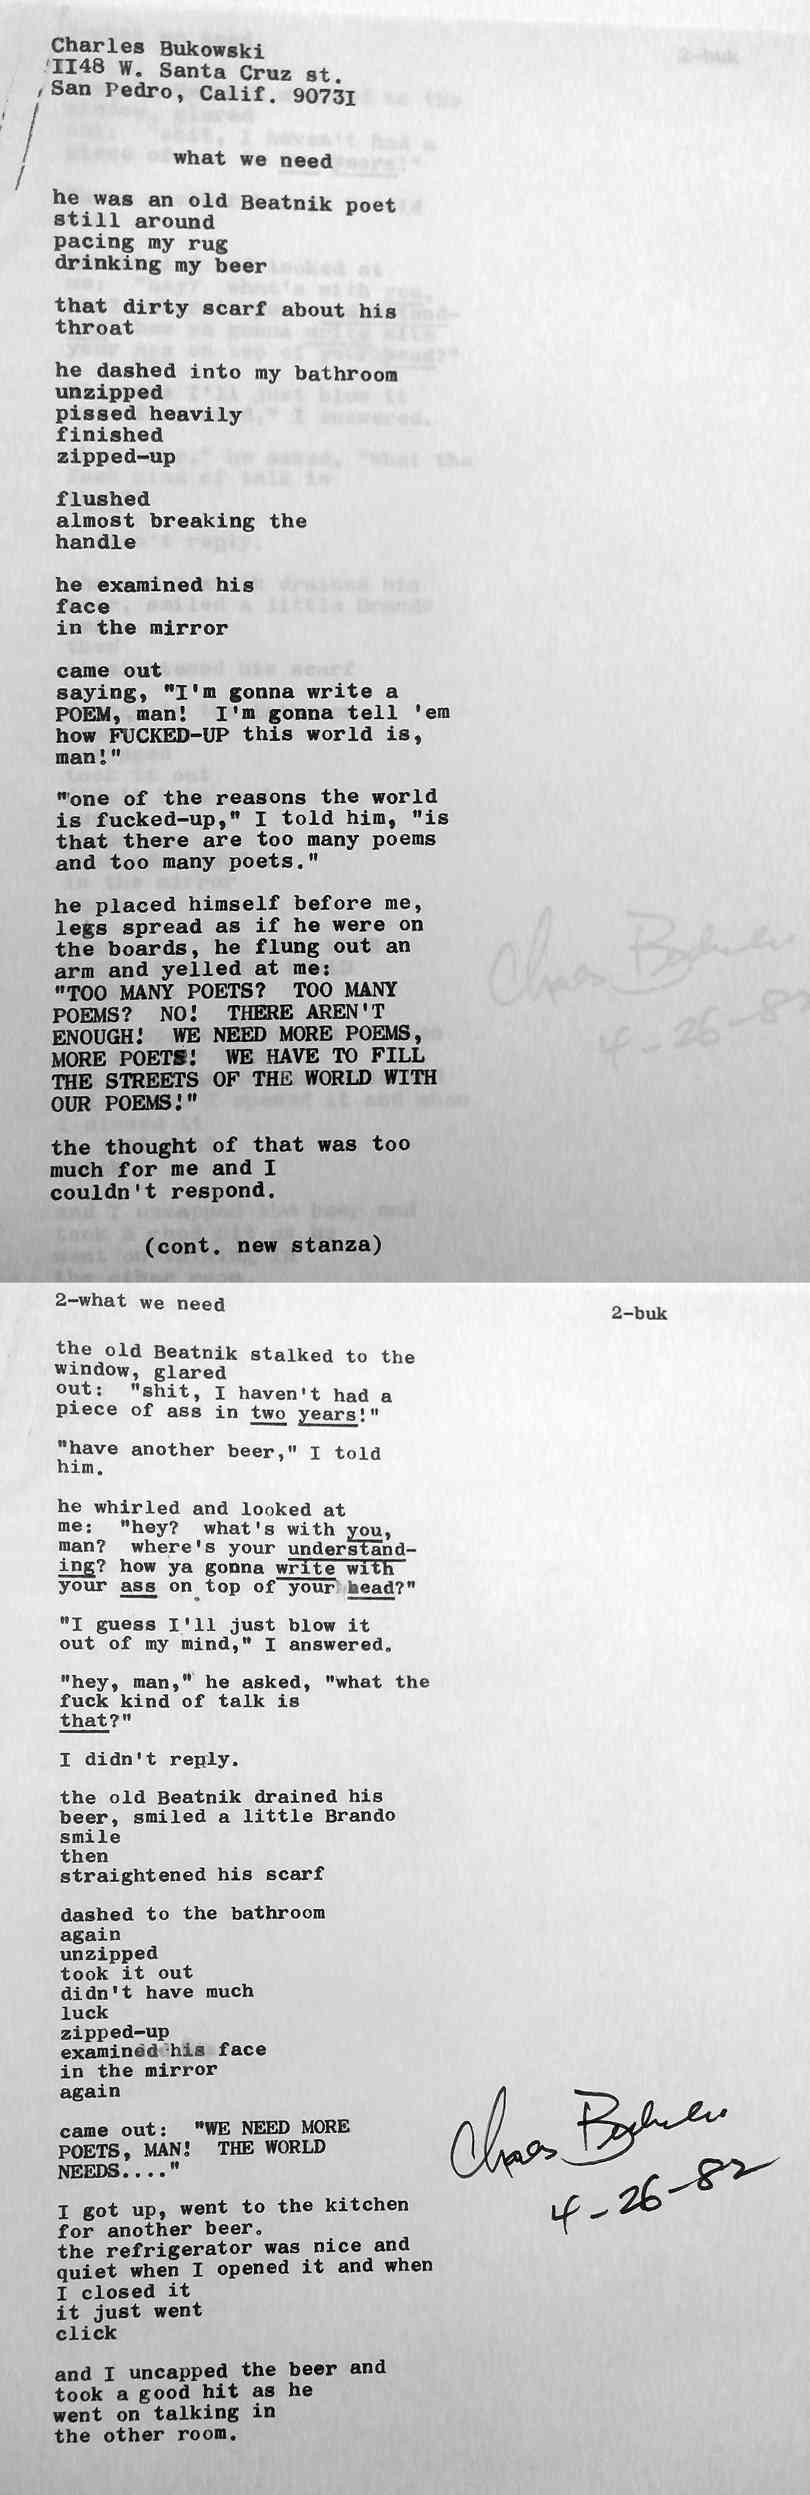 Charles Bukowski
II48 W. Santa Cruz st.
San Pedro, Calif. 9073I
2-buk
what we need
he was an old Beatnik poet
still around
pacing my rug
drinking my beer
that dirty scarf about his
throat
he dashed into my bathroom
unzipped
pissed heavily
finished
zipped-up
flushed
almost breaking the
handle
he examined his
face
in the mirror
came out
saying, "I'm gonna write a
POEM, man!  I'm gonna tell 'em
how FUCKED-UP this world is,
man!"
"one of the reasons the world
is fucked-up," I told him, "is
that there are too many poems
and too many poets."
he placed himself before me,
legs spread as if he were on
the boards, he flung out an
arm and yelled at me:
"TOO MANY POETS?  TOO MANY
POEMS?  NO!  THERE AREN'T
ENOUGH!  WE NEED MORE POEMS,
MORE POETS!  WE HAVE TO FILL
THE STREETS OF THE WORLD WITH
OUR POEMS!"
Charles Bukowski
4-26-82
the thought of that was too
much for me and I
couldn't respond.
(cont. new stanza)
2-what we need
2-buk
the old Beatnik stalked to the
window, glared
out:  "shit, I haven't had a
piece of ass in two years!"
"have another beer," I told
him.
he whirled and looked at
me:  "hey?  what's with you,
man?  where's your understand-
ing? how ya gonna write with
your ass on top of your head?"
"I guess I'll just blow it
out of my mind," I answered.
"hey, man," he asked, "what the
fuck kind of talk is
that?"
I didn't reply.
the old Beatnik drained his
beer, smiled a little Brando
smile
then
straightened his scarf
dashed to the bathroom
again
unzipped
took it out
didn't have much
luck
zipped-up
examined his face
in the mirror
again
came out:  "WE NEED MORE
POETS, MAN!  THE WORLD
NEEDS...."
Charles Bukowski
4-26-82
I got up, went to the kitchen
for another beer.
the refrigerator was nice and
quiet when I opened it and when
I closed it
it just went
click
and I uncapped the beer and
took a good hit as he
went on talking in
the other room.